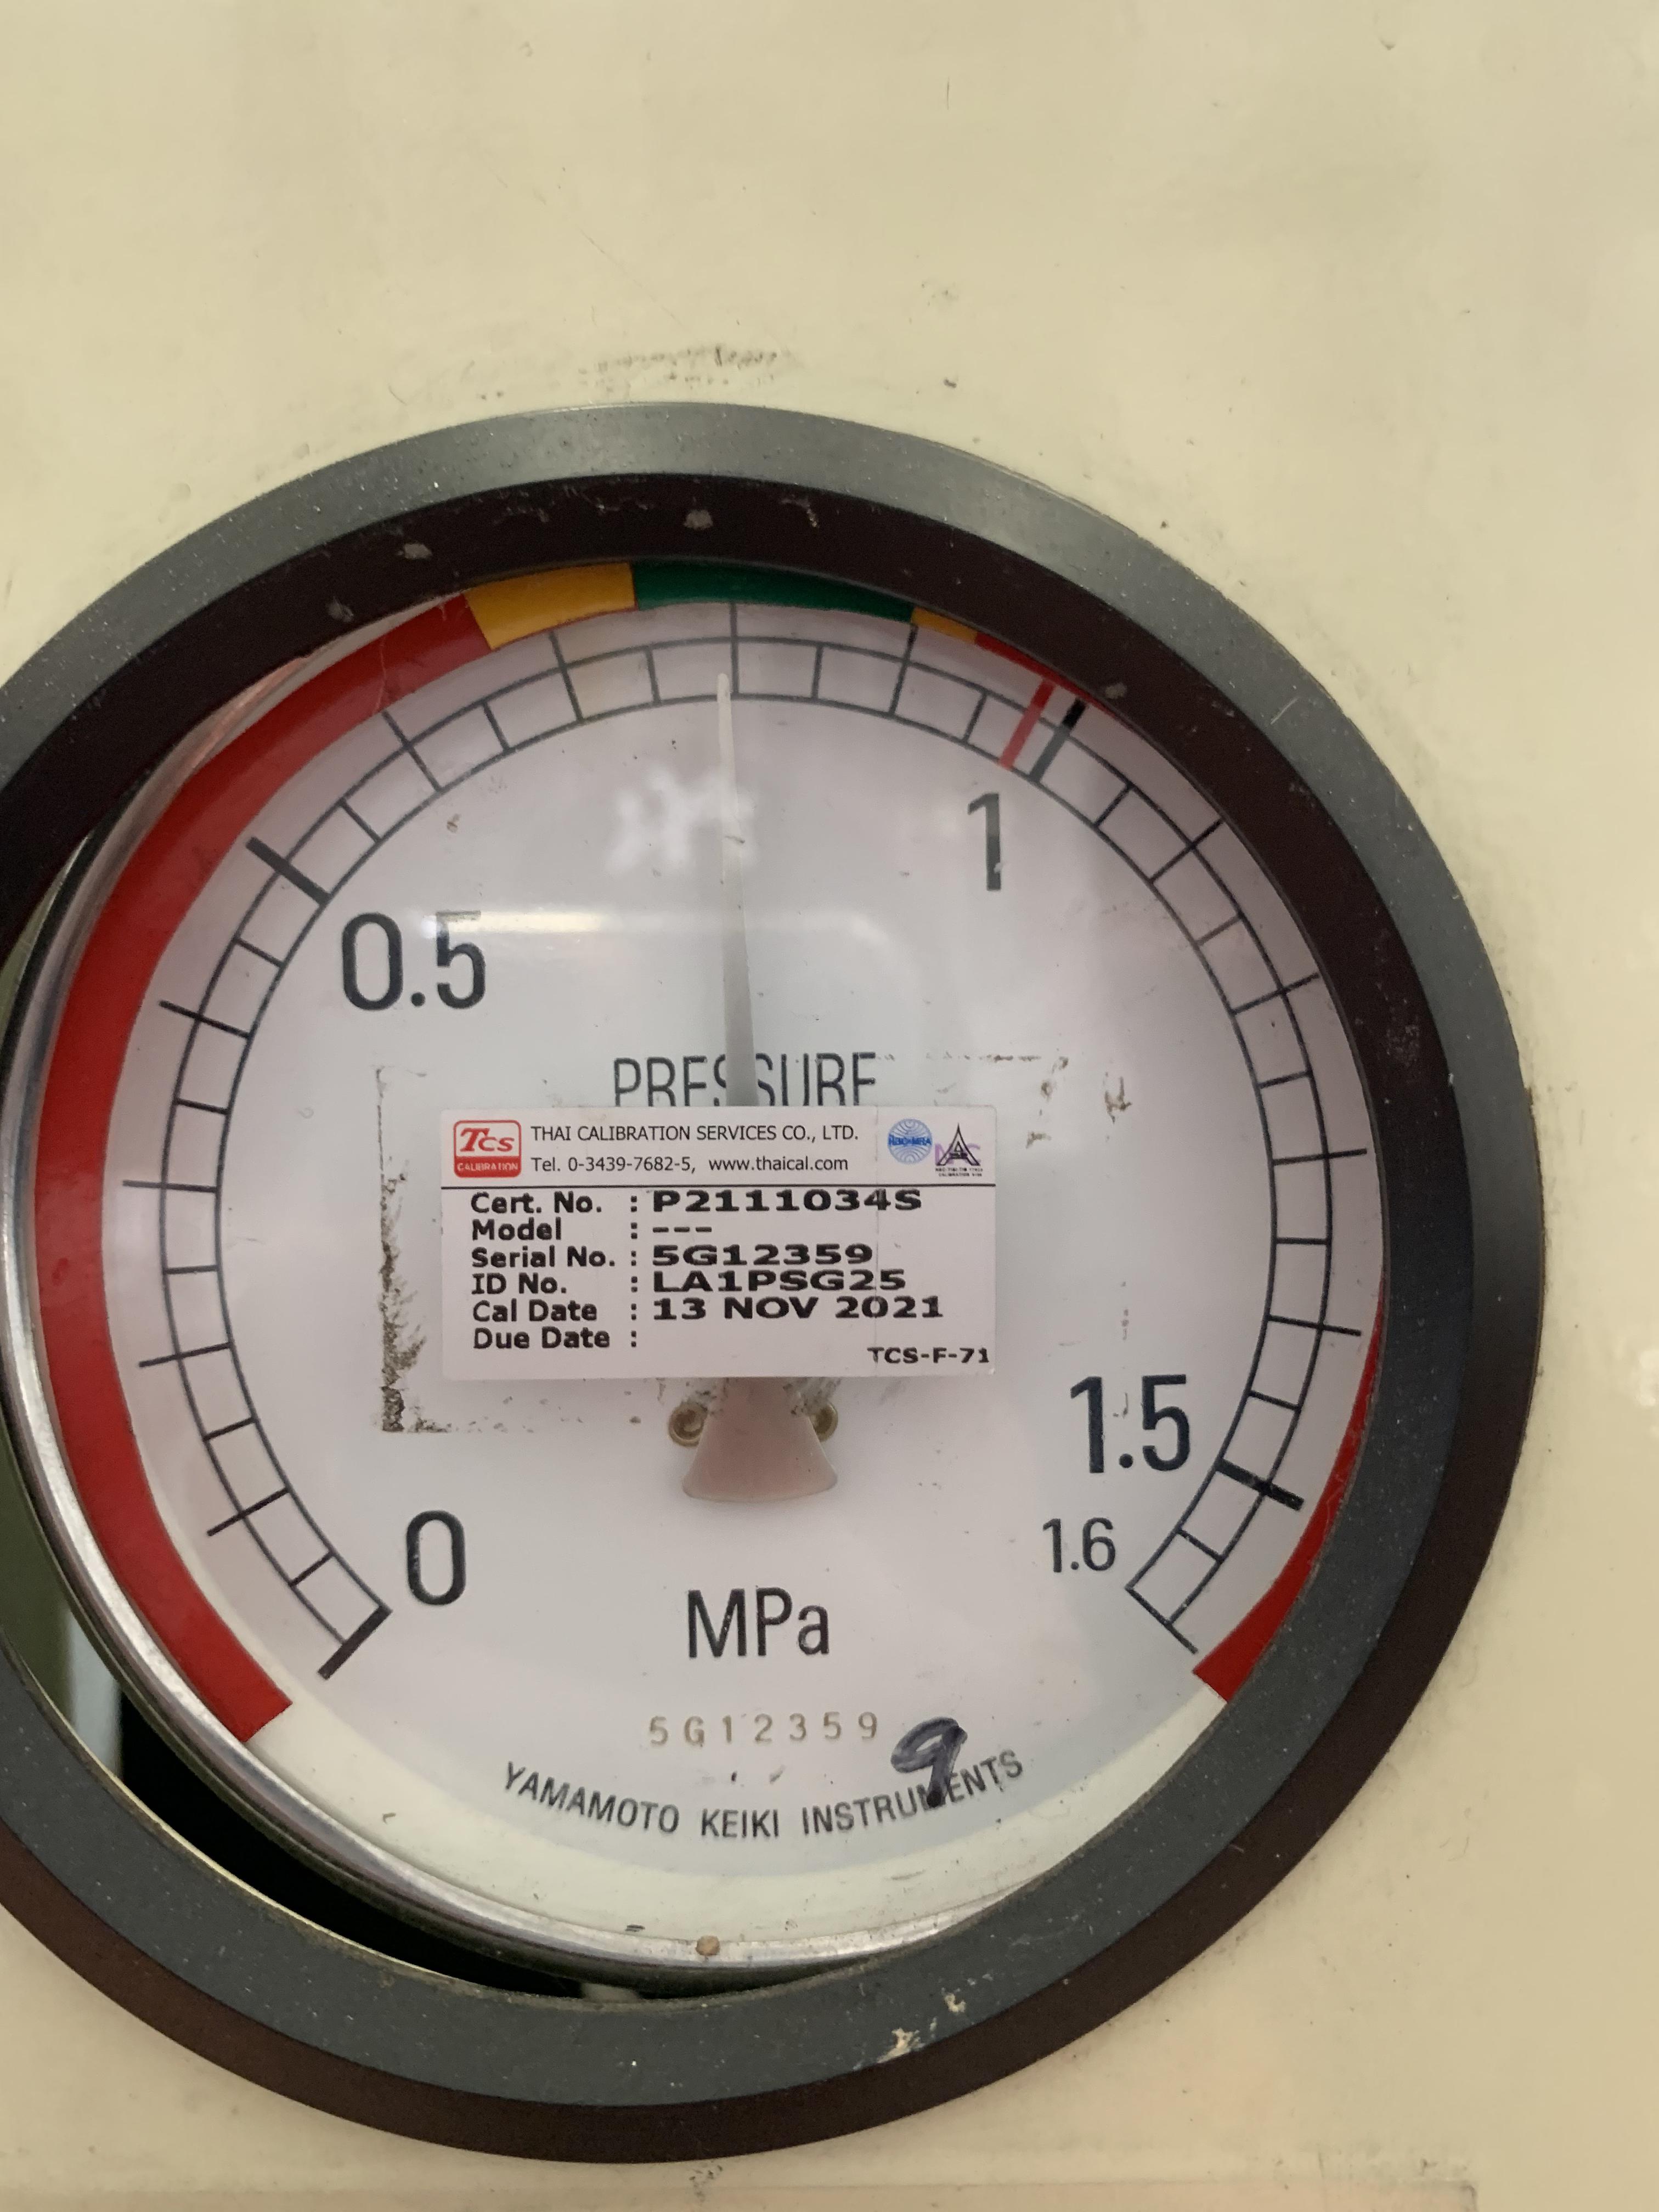 1
0.5
PRESSURE
TCS
CALIBRATION
THAI CALIBRATION SERVICES CO., LTD.
Tel. 0-3439-7682-5, www.thaical.com
Cert. No. : P2111034S
Model : ---
Serial No. : 5G12359
ID No. : LA1PSG25
Cal Date : 13 NOV 2021
Due Date :
TCS-F-71
1.5
0
1.6
MPa
5G12359
9
YAMAMOTO KEIKI INSTRUMENTS